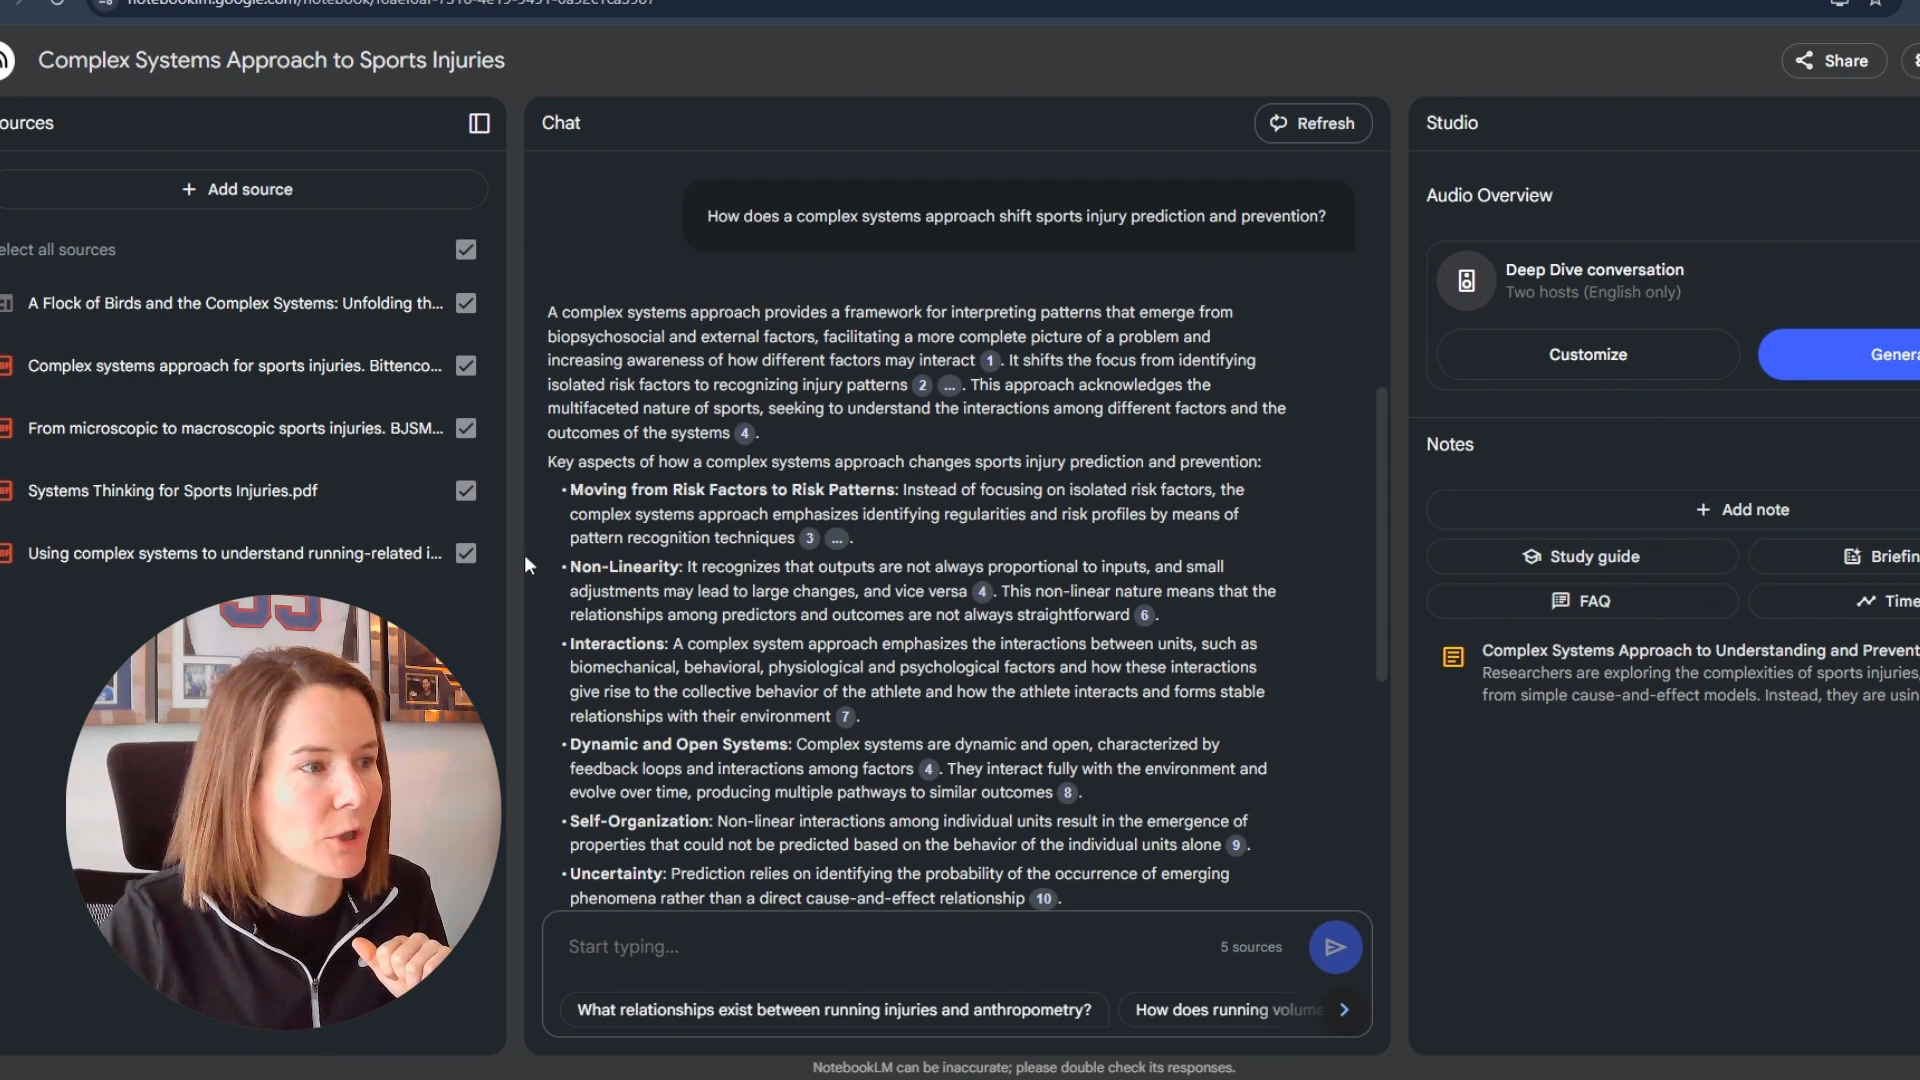 Complex Systems Approach to Sports Injuries
Share
ources
Add source
elect all sources
A Flock of Birds and the Complex Systems: Unfolding th...
Complex systems approach for sports injuries. Bittenco...
From microscopic to macroscopic sports injuries. BJSM...
Systems Thinking for Sports Injuries.pdf
Using complex systems to understand running-related i...
Chat
Refresh
How does a complex systems approach shift sports injury prediction and prevention?
A complex systems approach provides a framework for interpreting patterns that emerge from
biopsychosocial and external factors, facilitating a more complete picture of a problem and
increasing awareness of how different factors may interact 1. It shifts the focus from identifying
isolated risk factors to recognizing injury patterns 2 ... . This approach acknowledges the
multifaceted nature of sports, seeking to understand the interactions among different factors and the
outcomes of the systems 4.
Key aspects of how a complex systems approach changes sports injury prediction and prevention:
• Moving from Risk Factors to Risk Patterns: Instead of focusing on isolated risk factors, the
complex systems approach emphasizes identifying regularities and risk profiles by means of
pattern recognition techniques 3 ... .
• Non-Linearity: It recognizes that outputs are not always proportional to inputs, and small
adjustments may lead to large changes, and vice versa 4. This non-linear nature means that the
relationships among predictors and outcomes are not always straightforward 6.
• Interactions: A complex system approach emphasizes the interactions between units, such as
biomechanical, behavioral, physiological and psychological factors and how these interactions
give rise to the collective behavior of the athlete and how the athlete interacts and forms stable
relationships with their environment 7.
• Dynamic and Open Systems: Complex systems are dynamic and open, characterized by
feedback loops and interactions among factors 4. They interact fully with the environment and
evolve over time, producing multiple pathways to similar outcomes 8.
• Self-Organization: Non-linear interactions among individual units result in the emergence of
properties that could not be predicted based on the behavior of the individual units alone 9.
• Uncertainty: Prediction relies on identifying the probability of the occurrence of emerging
phenomena rather than a direct cause-and-effect relationship 10.
Start typing...
5 sources
What relationships exist between running injuries and anthropometry?
How does running volume
NotebookLM can be inaccurate; please double check its responses.
Studio
Audio Overview
Deep Dive conversation
Two hosts (English only)
Customize
Genera
Notes
Add note
Study guide
Briefin
FAQ
Time
Complex Systems Approach to Understanding and Prevent
Researchers are exploring the complexities of sports injuries,
from simple cause-and-effect models. Instead, they are usin